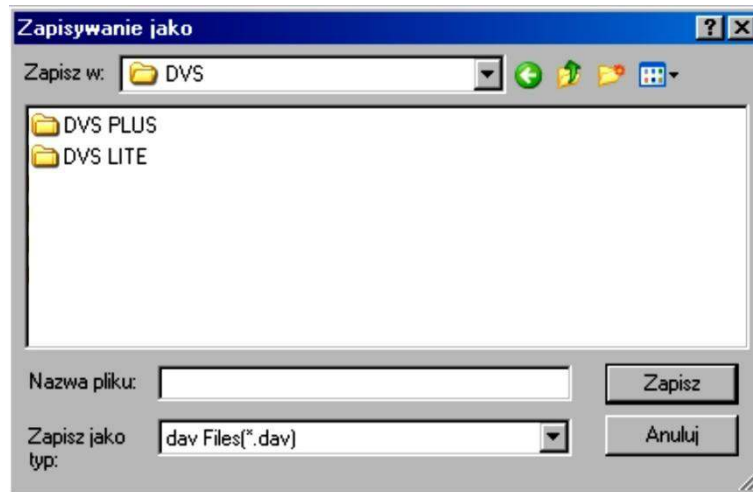 Zapisywanie jako
Zapisz w: DVS
DVS PLUS
DVS LITE
Nazwa pliku:
Zapisz
Zapisz jako typ:
dav Files(*.dav)
Anuluj